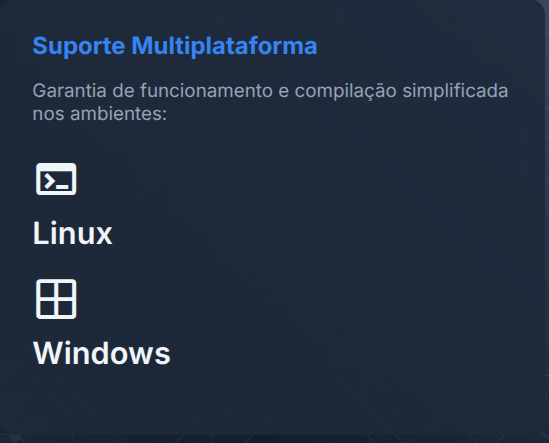 Suporte Multiplataforma
Garantia de funcionamento e compilação simplificada
nos ambientes:
Linux
Windows